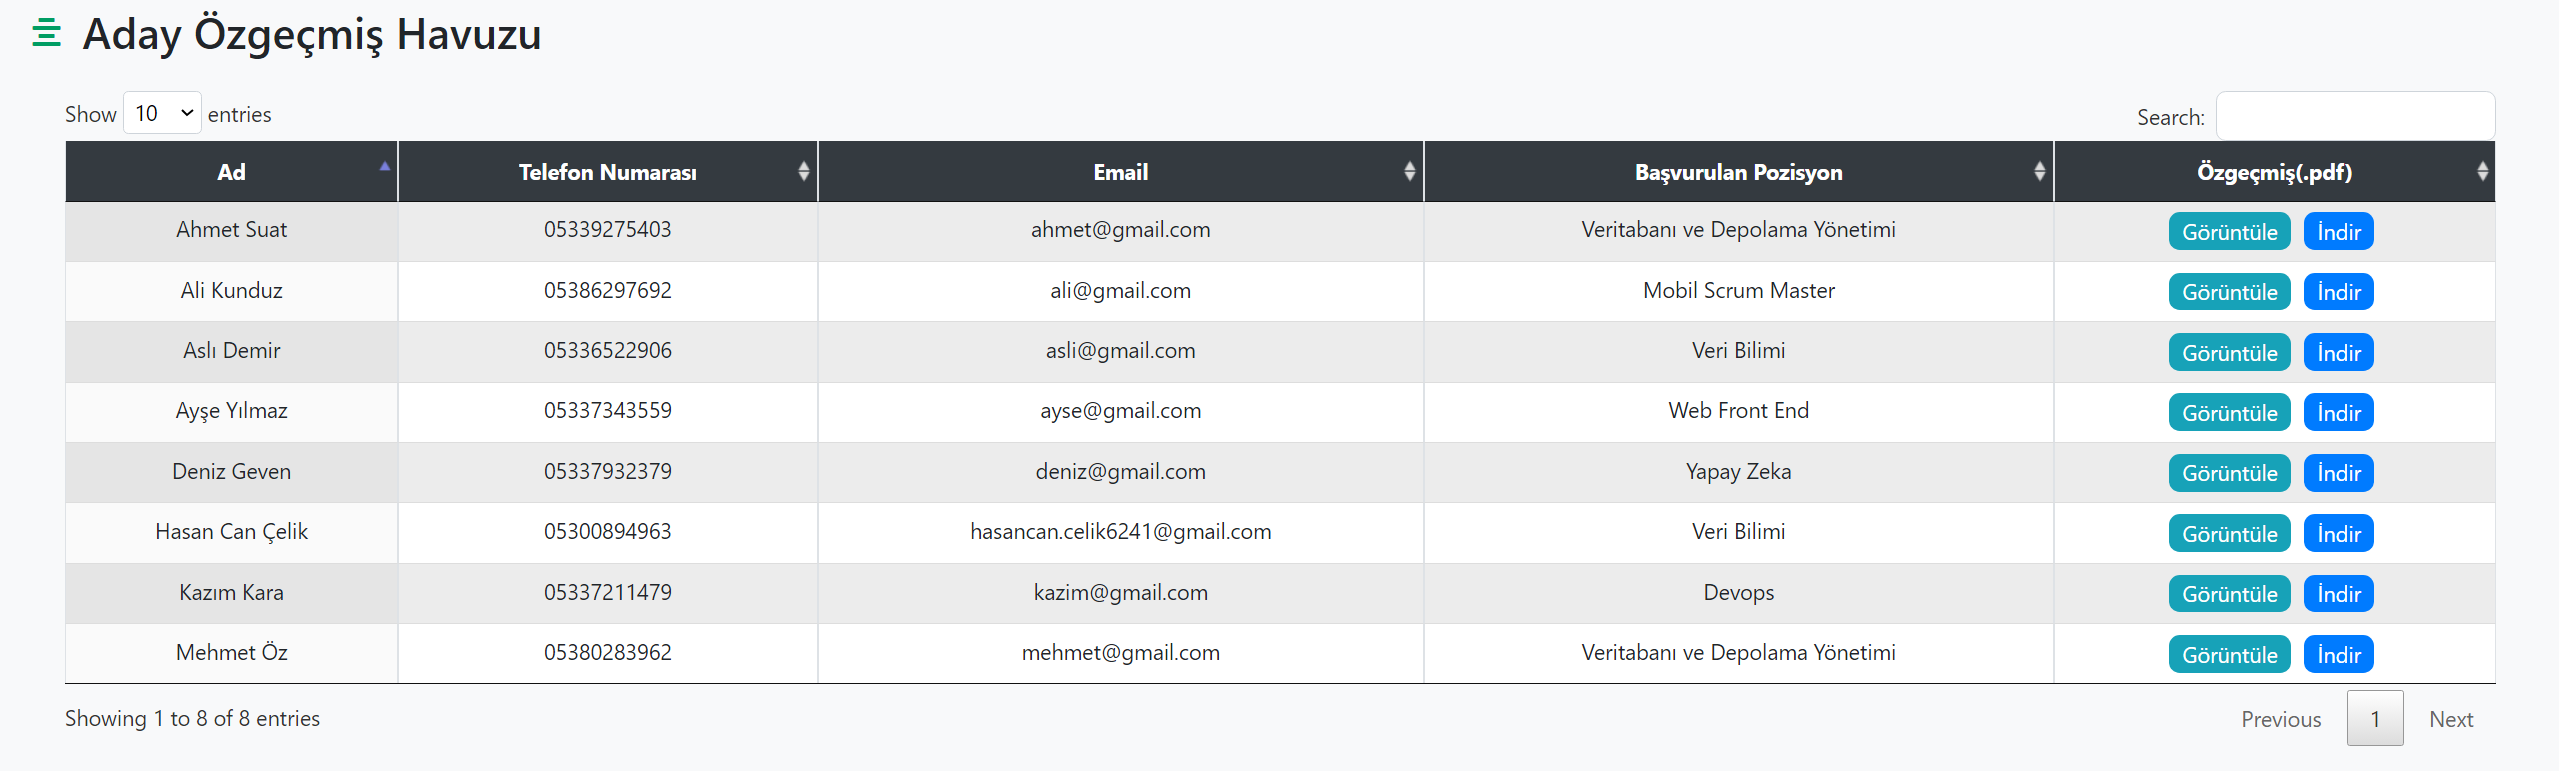 Aday Özgeçmiş Havuzu
Show 10 entries Search:
Ad Telefon Numarası Email Başvurulan Pozisyon Özgeçmiş(.pdf)
Ahmet Suat 05339275403 ahmet@gmail.com Veritabanı ve Depolama Yönetimi Görüntüle İndir
Ali Kunduz 05386297692 ali@gmail.com Mobil Scrum Master Görüntüle İndir
Aslı Demir 05336522906 asli@gmail.com Veri Bilimi Görüntüle İndir
Ayşe Yılmaz 05337343559 ayse@gmail.com Web Front End Görüntüle İndir
Deniz Geven 05337932379 deniz@gmail.com Yapay Zeka Görüntüle İndir
Hasan Can Çelik 05300894963 hasancan.celik6241@gmail.com Veri Bilimi Görüntüle İndir
Kazım Kara 05337211479 kazim@gmail.com Devops Görüntüle İndir
Mehmet Öz 05380283962 mehmet@gmail.com Veritabanı ve Depolama Yönetimi Görüntüle İndir
Showing 1 to 8 of 8 entries Previous 1 Next